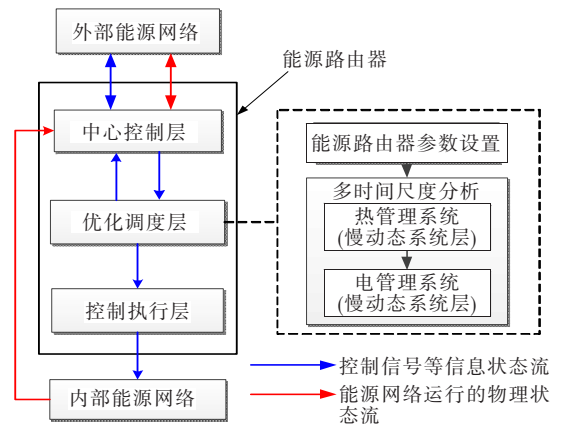 外部能源网络
能源路由器
中心控制层
能源路由器参数设置
多时间尺度分析
热管理系统
(慢动态系统层)
优化调度层
电管理系统
(慢动态系统层)
控制执行层
控制信号等信息状态流
内部能源网络
能源网络运行的物理状
态流